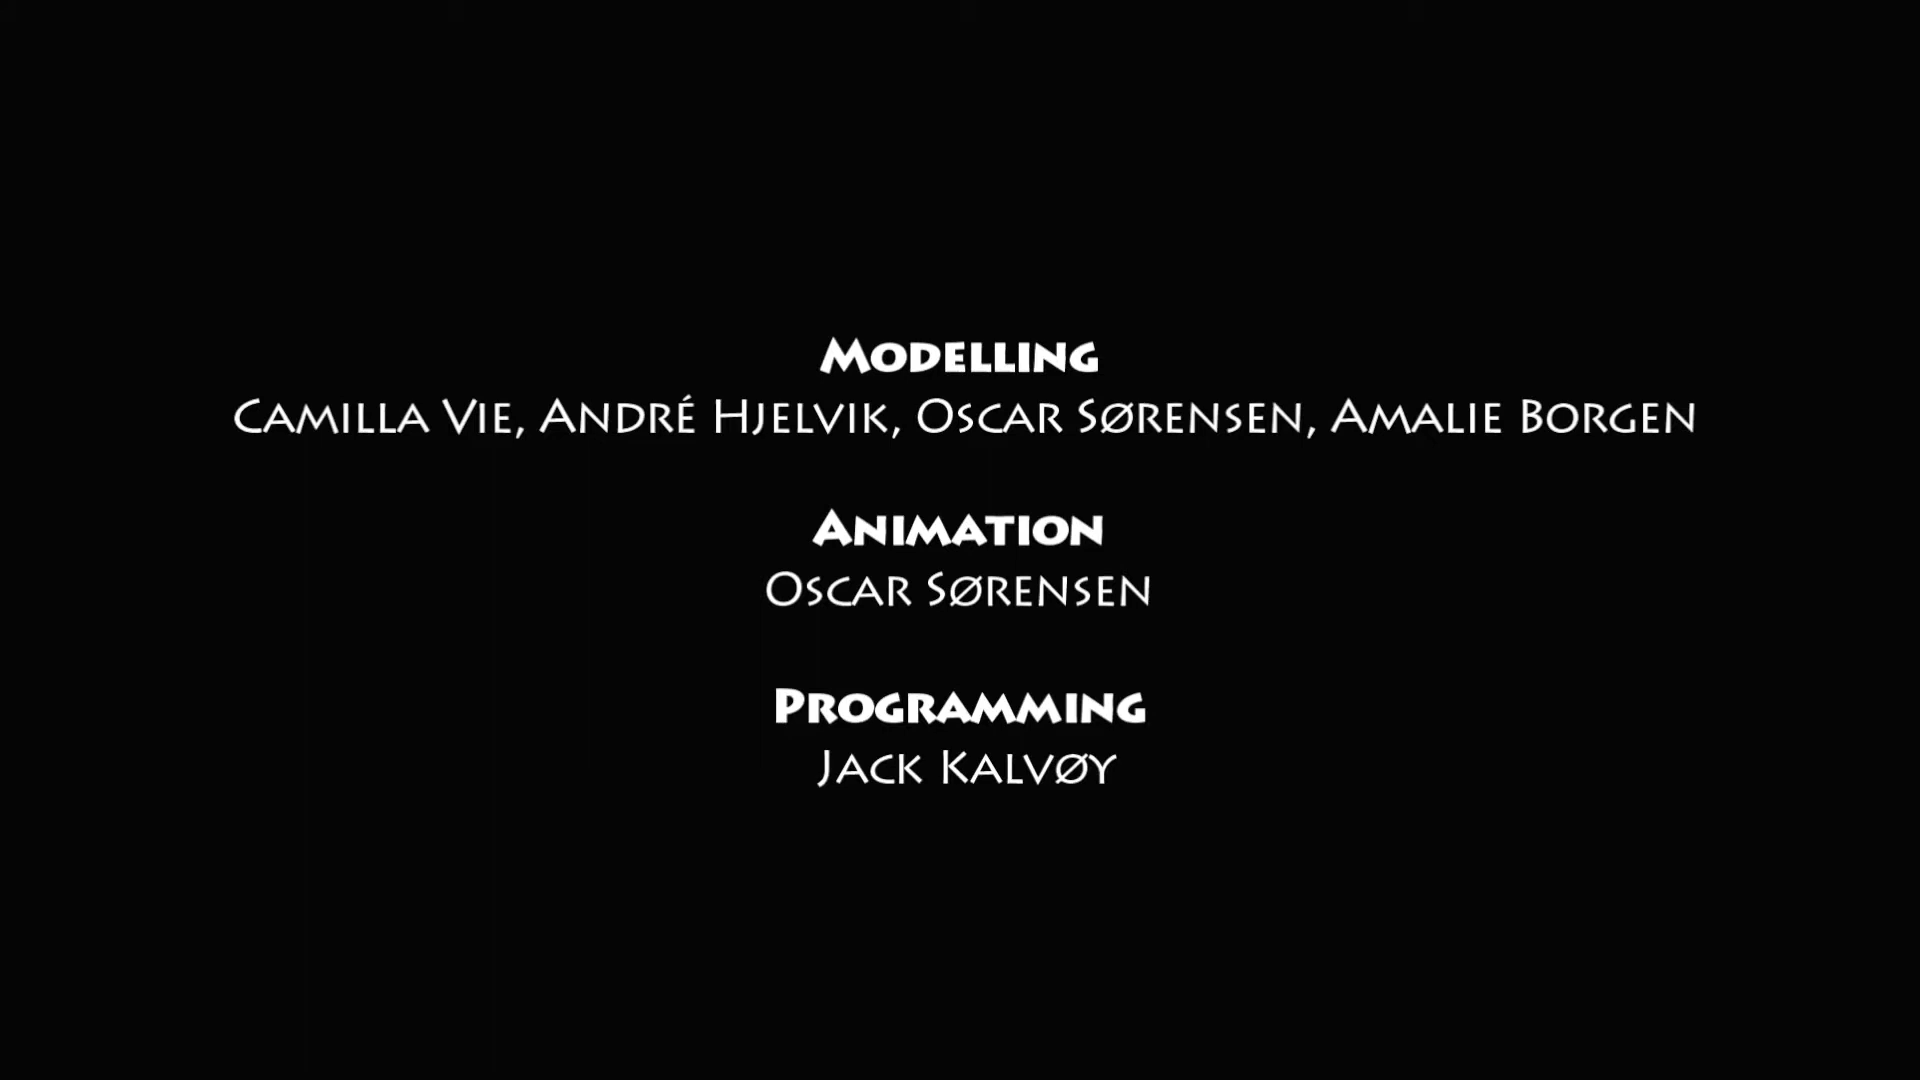 Modelling
Camilla Vie, André Hjelvik, Oscar Sørensen, Amalie Borgen
Animation
Oscar Sørensen
Programming
Jack Kalvøy